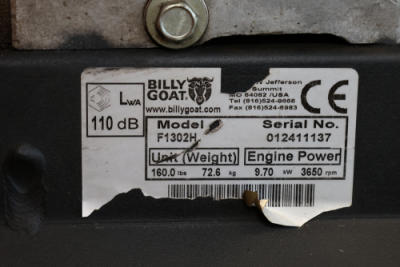 BILLY GOAT®
www.billygoat.com
Jefferson
Summit
MO 64082 /USA
Tel (816)524-9666
Fax (816)524-6983
CE
LWA
110 dB
Model Serial No.
F1302H 012411137
Unit (Weight) Engine Power
160.0 lbs 72.6 kg 9.70 kW 3650 rpm